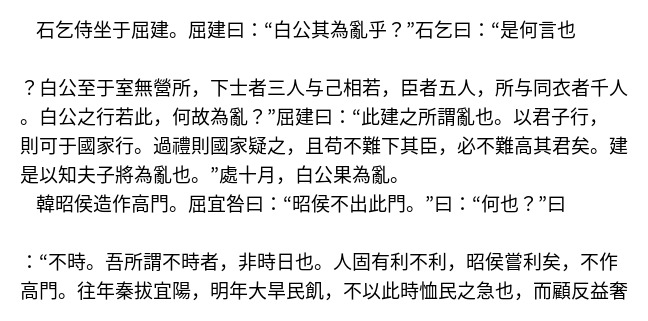 石乞侍坐于屈建。屈建曰：“白公其為亂乎？”石乞曰：“是何言也
？白公至于室無營所，下士者三人与己相若，臣者五人，所与同衣者千人
。白公之行若此，何故為亂？”屈建曰：“此建之所謂亂也。以君子行，
則可于國家行。過禮則國家疑之，且苟不難下其臣，必不難高其君矣。建
是以知夫子將為亂也。”處十月，白公果為亂。
韓昭侯造作高門。屈宜咎曰：“昭侯不出此門。”曰：“何也？”曰
：“不時。吾所謂不時者，非時日也。人固有利不利，昭侯嘗利矣，不作
高門。往年秦拔宜陽，明年大旱民飢，不以此時恤民之急也，而顧反益奢